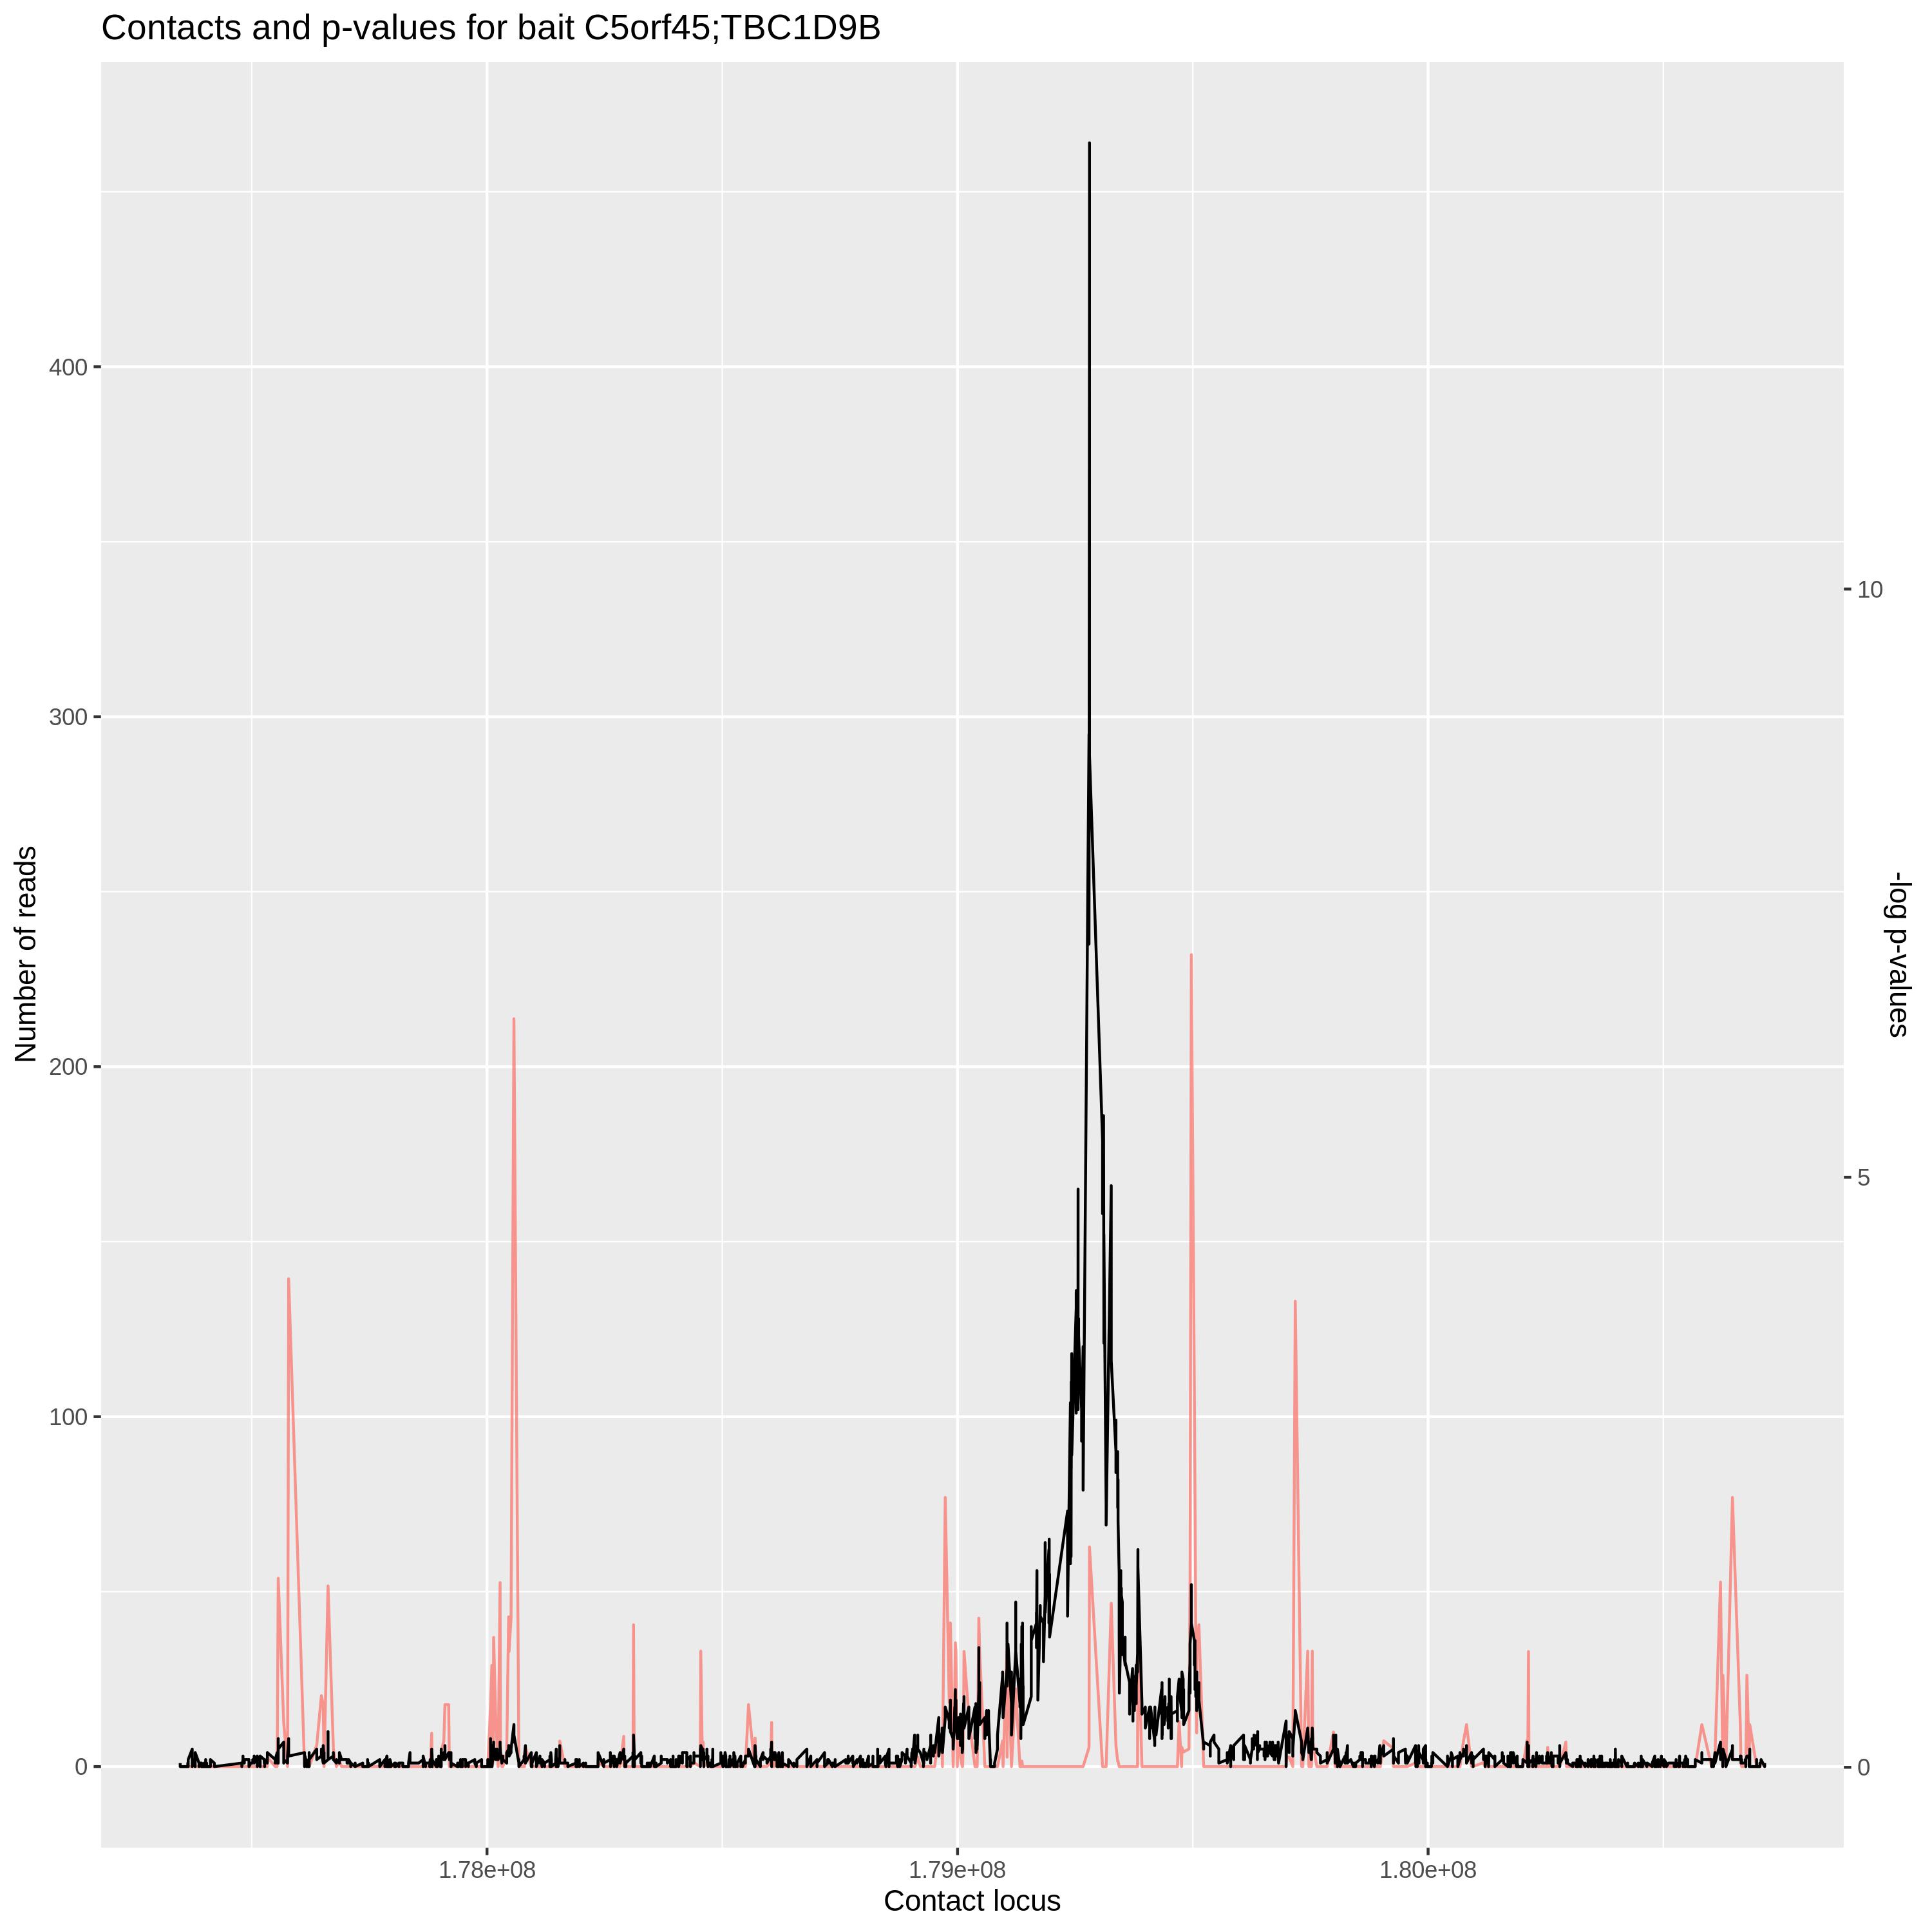 Contacts and p-values for bait C5orf45;TBC1D9B
Number of reads
400
300
200
100
0
10
5
0
-log p-values
1.78e+08
1.79e+08
1.80e+08
Contact locus